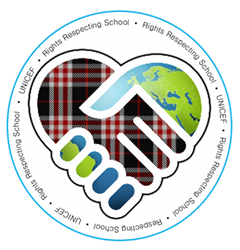 UNICEF • Rights Respecting School • Rights Respecting School • UNICEF • Rights Respecting School • Respecting School • UNICEF • Rights Respecting School •